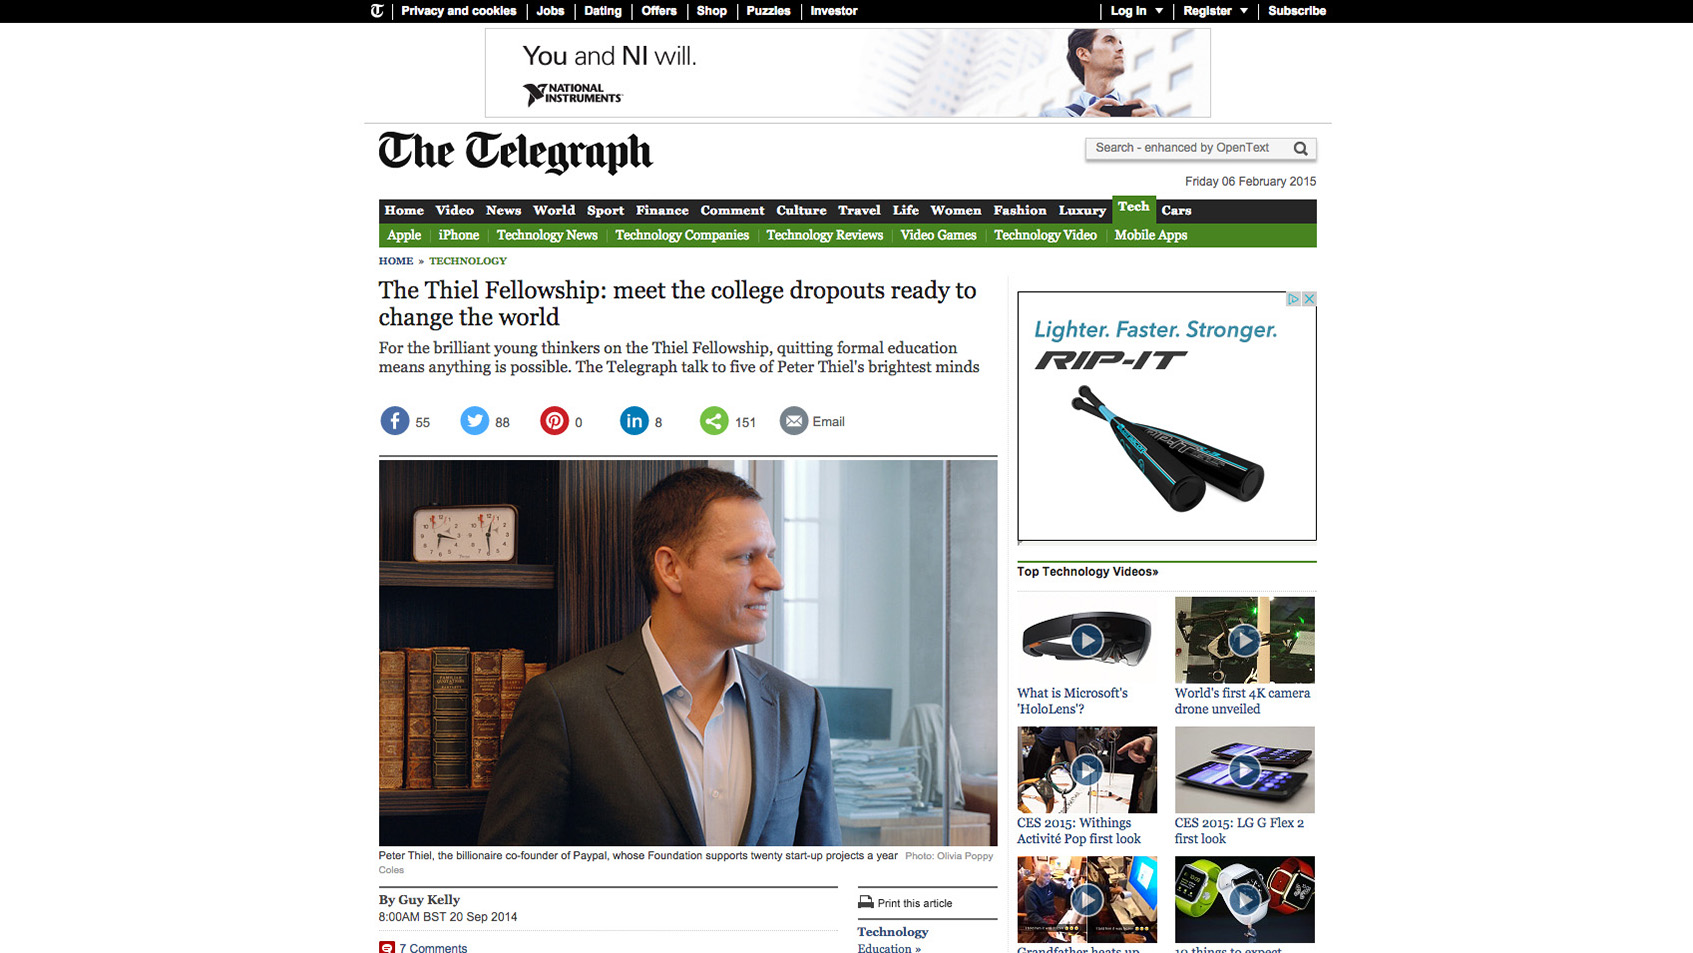 Privacy and cookies
Jobs
Dating
Offers
Shop
Puzzles
Investor
Log In
Register
Subscribe
You and NI will.
NATIONAL
INSTRUMENTS
The Telegraph
Search - enhanced by OpenText
Friday 06 February 2015
Home Video News World Sport Finance Comment Culture Travel Life Women Fashion Luxury Tech Cars
Apple iPhone Technology News Technology Companies Technology Reviews Video Games Technology Video Mobile Apps
HOME » TECHNOLOGY
The Thiel Fellowship: meet the college dropouts ready to
change the world
For the brilliant young thinkers on the Thiel Fellowship, quitting formal education
means anything is possible. The Telegraph talk to five of Peter Thiel's brightest minds
55
88
0
in 8
151
Email
Peter Thiel, the billionaire co-founder of Paypal, whose Foundation supports twenty start-up projects a year Photo: Olivia Poppy
Coles
By Guy Kelly
8:00AM BST 20 Sep 2014
7 Comments
Print this article
Technology
Education »
Lighter. Faster. Stronger.
RIP-IT
Top Technology Videos»
What is Microsoft's
'HoloLens'?
World's first 4K camera
drone unveiled
CES 2015: Withings
Activité Pop first look
CES 2015: LG G Flex 2
first look
Grandfather beats up
10 things to expect